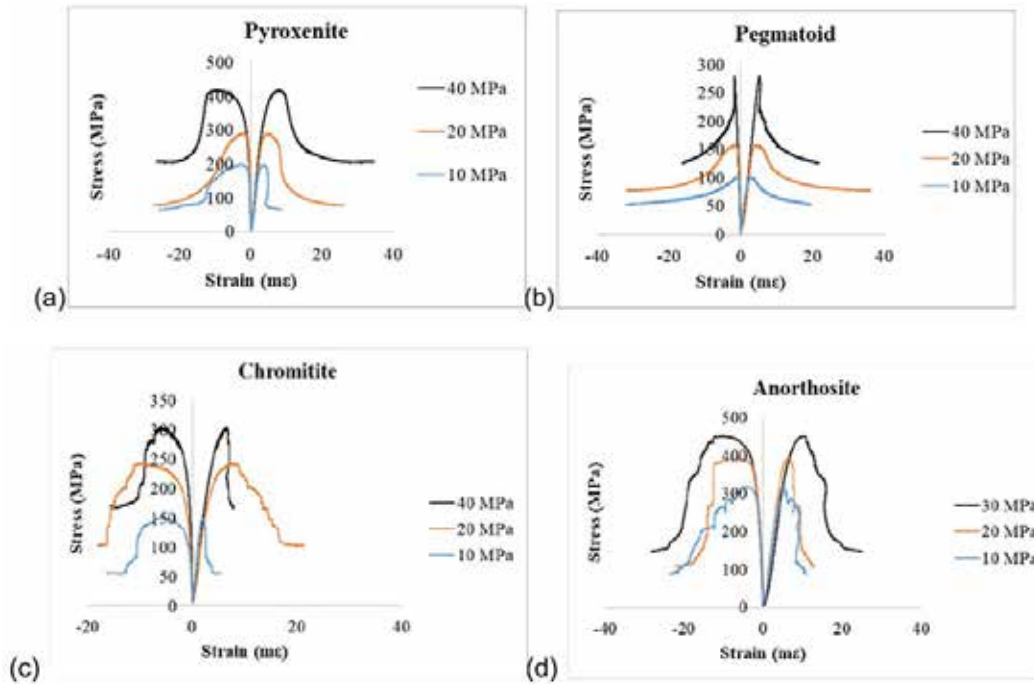 Pyroxenite
Stress (MPa)
500
400
300
200
100
0
-40 -20 0 20 40
Strain (mε)
40 MPa
20 MPa
10 MPa
(a)
Pegmatoid
Stress (MPa)
300
250
200
150
100
50
0
-40 -20 0 20 40
Strain (mε)
40 MPa
20 MPa
10 MPa
(b)
Chromitite
Stress (MPa)
350
300
250
200
150
100
50
0
-20 0 20 40
Strain (mε)
40 MPa
20 MPa
10 MPa
(c)
Anorthosite
Stress (MPa)
500
400
300
200
100
0
-40 -20 0 20 40
Strain (mε)
30 MPa
20 MPa
10 MPa
(d)